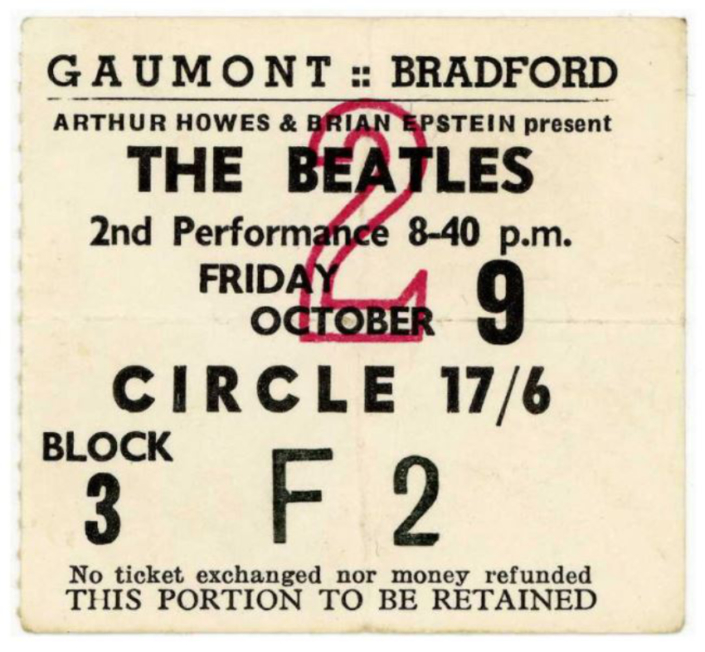 GAUMONT :: BRADFORD
ARTHUR HOWES & BRIAN EPSTEIN present
THE BEATLES
2nd Performance 8-40 p.m.
2
FRIDAY
OCTOBER 9
CIRCLE 17/6
BLOCK
3 F 2
No ticket exchanged nor money refunded
THIS PORTION TO BE RETAINED